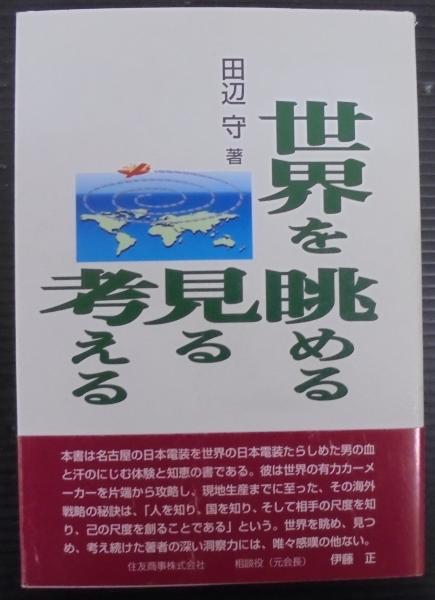 田辺 守 著
世界を眺める
見る
考える
本書は名古屋の日本電装を世界の日本電装たらしめた男の血
と汗のにじむ体験と知恵の書である。彼は世界の有力カーメ
ーカーを片端から攻略し、現地生産までに至った、その海外
戦略の秘訣は、「人を知り、国を知り、そして相手の尺度を知
り、己の尺度を創ることである」という。世界を眺め、見つ
め、考え続けた著者の深い洞察力には、唯々感嘆の他ない。
住友商事株式会社 相談役（元会長） 伊藤 正